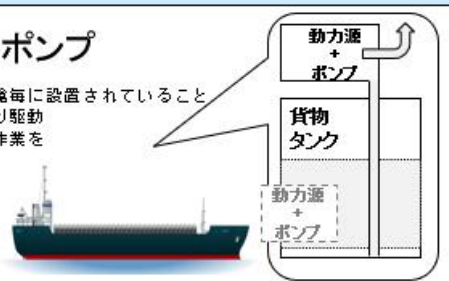 ポンプ
艙毎に設置されていること
り駆動
作業を
動力源
+
ポンプ
貨物
タンク
動力源
+
ポンプ